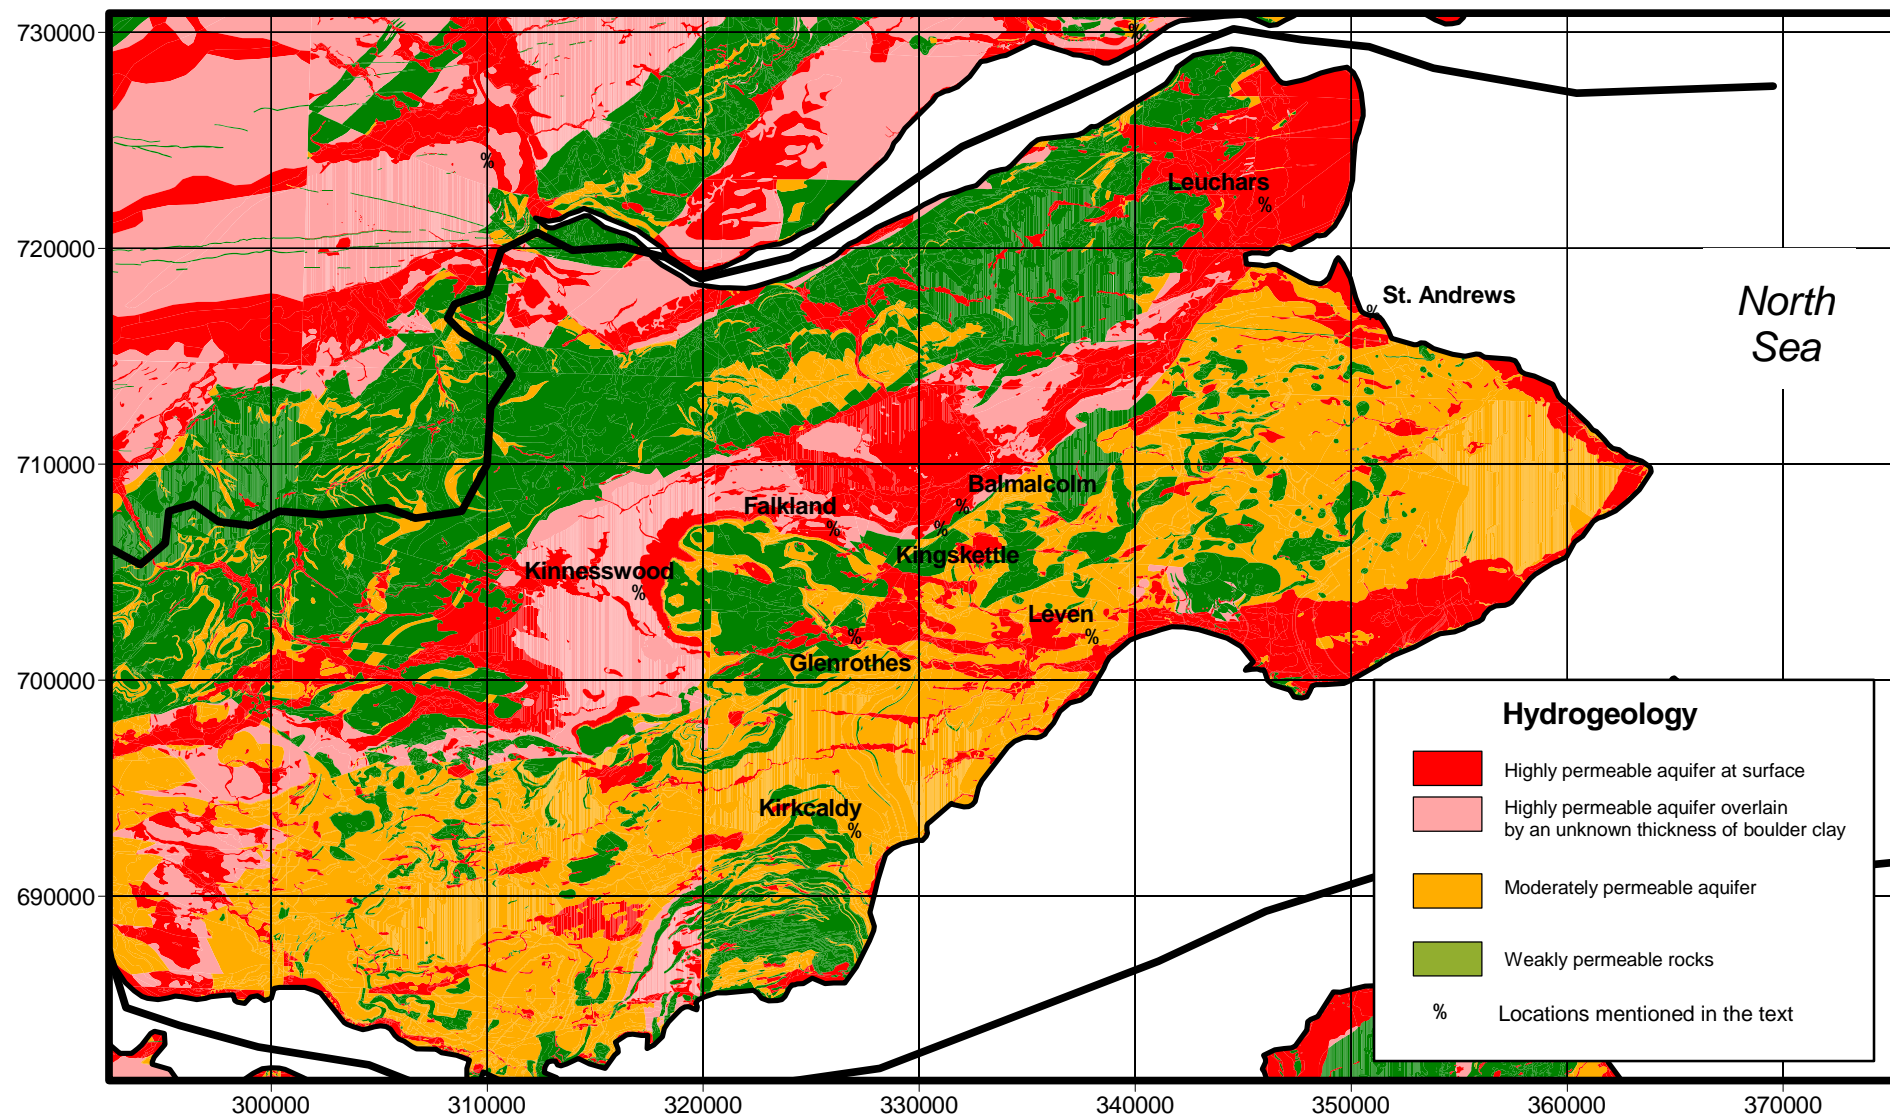 730000
720000
710000
700000
690000
300000
310000
320000
330000
340000
350000
360000
370000
%
%
Leuchars
%
St. Andrews
%
North
Sea
Balmalcolm
%
Falkland
%
%
Kingskettle
Kinnesswood
%
Leven
%
%
Glenrothes
Kirkcaldy
%
Hydrogeology
Highly permeable aquifer at surface
Highly permeable aquifer overlain
by an unknown thickness of boulder clay
Moderately permeable aquifer
Weakly permeable rocks
% Locations mentioned in the text